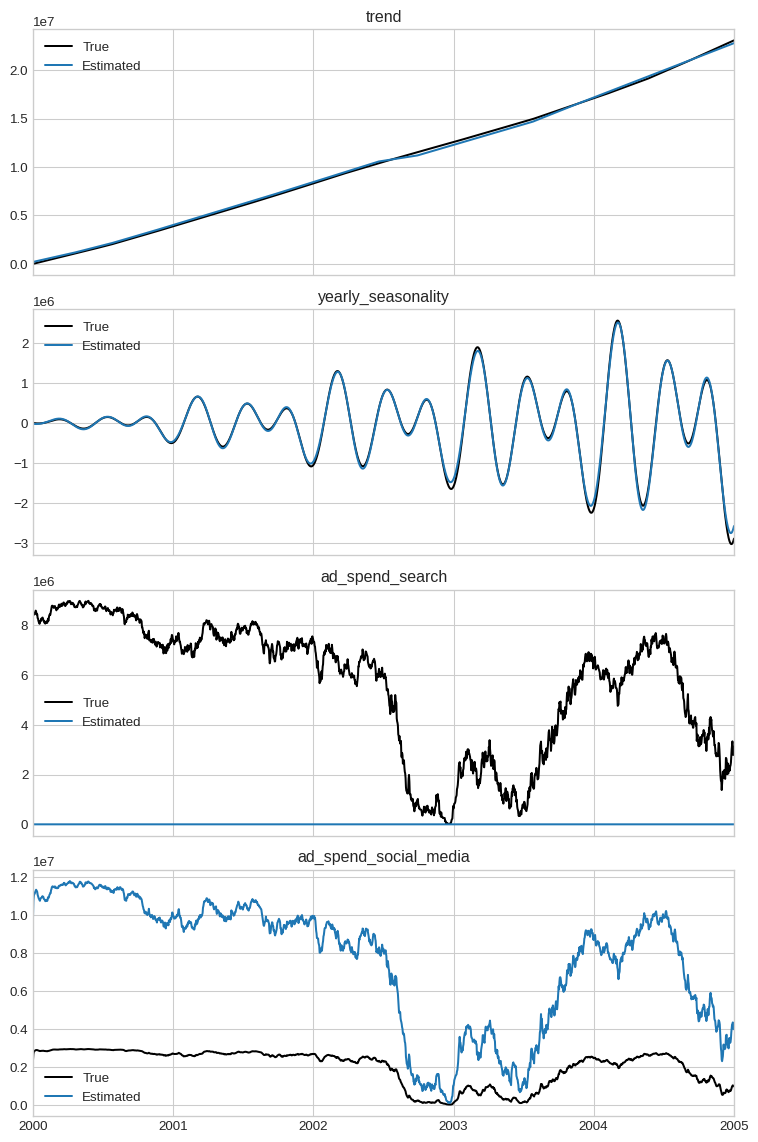 trend
1e7
True
Estimated
2.0
1.5
1.0
0.5
0.0
yearly_seasonality
1e6
True
Estimated
2
1
0
−1
−2
−3
ad_spend_search
1e6
8
6
True
4
Estimated
2
0
ad_spend_social_media
1e7
1.2
1.0
0.8
0.6
0.4
0.2
True
Estimated
0.0
2000 2001 2002 2003 2004 2005